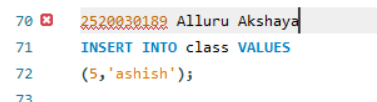 70 2520030189 Alluru Akshaya
71 INSERT INTO class VALUES
72 (5,'ashish');
73